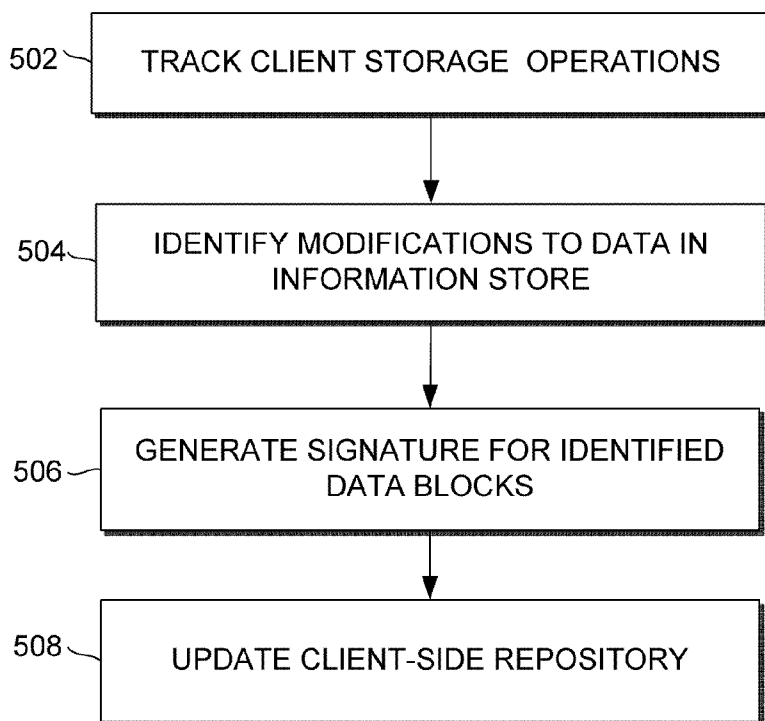 502
TRACK CLIENT STORAGE OPERATIONS
504
IDENTIFY MODIFICATIONS TO DATA IN
INFORMATION STORE
506
GENERATE SIGNATURE FOR IDENTIFIED
DATA BLOCKS
508
UPDATE CLIENT-SIDE REPOSITORY